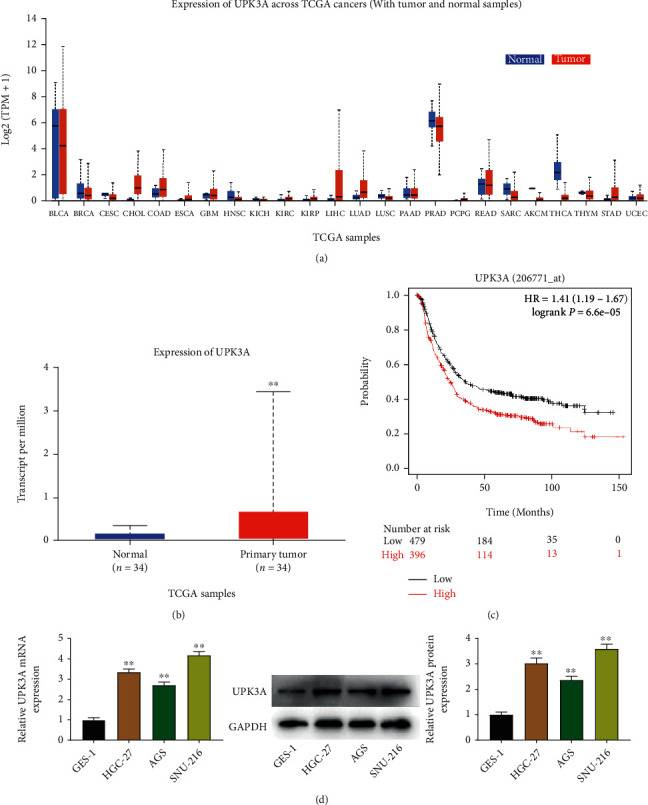 Expression of UPK3A across TCGA cancers (With tumor and normal samples)
Log2 (TPM + 1)
14
12
10
8
6
4
2
0
Normal
Tumor
BLCA BRCA CESC CHOL COAD ESCA GBM HNSC KICH KIRC KIRP LIHC LUAD LUSC PAAD PRAD PCPG READ SARC AKCM THCA THYM STAD UCEC
TCGA samples
(a)
Expression of UPK3A
Transcript per million
4
3
2
1
0
**
Normal
(n = 34)
Primary tumor
(n = 34)
TCGA samples
(b)
UPK3A (206771_at)
HR = 1.41 (1.19 – 1.67)
logrank P = 6.6e–05
Probability
1.0
0.8
0.6
0.4
0.2
0.0
0 50 100 150
Time (Months)
Number at risk
Low 479 184 35 0
High 396 114 13 1
Low
High
(c)
Relative UPK3A mRNA
expression
5
4
3
2
1
0
** ** **
GES-1 HGC-27 AGS SNU-216
UPK3A
GAPDH
GES-1 HGC-27 AGS SNU-216
Relative UPK3A protein
expression
4
3
2
1
0
** ** **
GES-1 HGC-27 AGS SNU-216
(d)